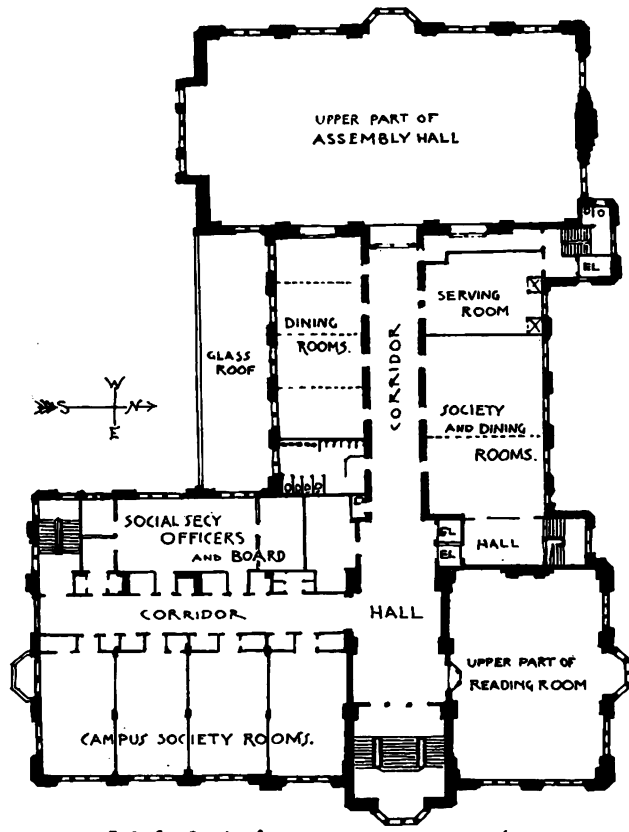 UPPER PART OF
ASSEMBLY HALL
EL
SERVING
ROOM
DINING
ROOMS.
GLASS
ROOF
CORRIDOR
W
S N
E
SOCIETY
AND DINING
ROOMS.
SOCIAL SECY
OFFICERS
AND BOARD
EL
EL
HALL
CORRIDOR
HALL
UPPER PART OF
READING ROOM
CAMPUS SOCIETY ROOMS.